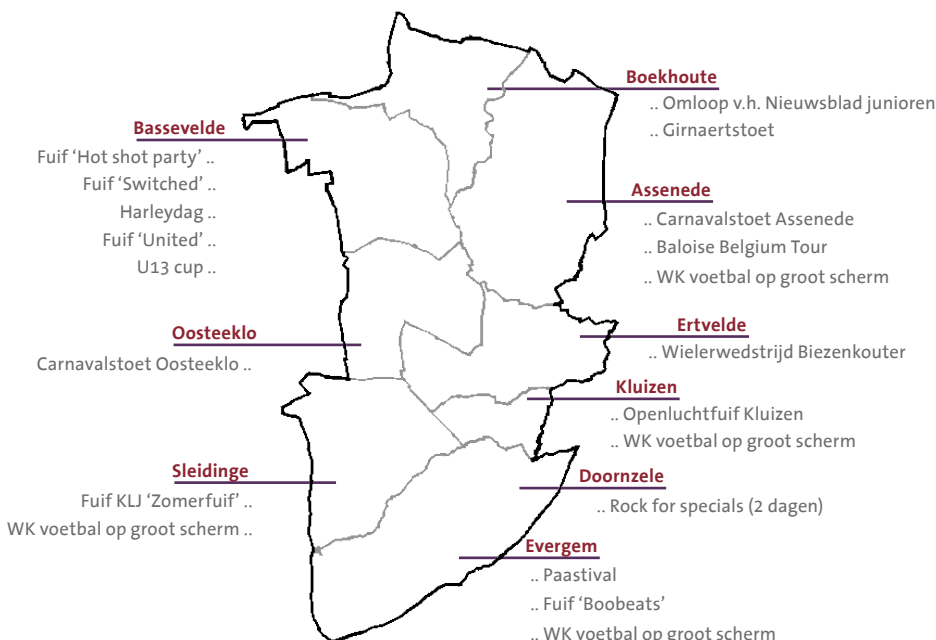 Boekhoute
.. Omloop v.h. Nieuwsblad junioren
.. Girnaertstoet
Bassevelde
Fuif ‘Hot shot party’ ..
Fuif ‘Switched’ ..
Harleydag ..
Fuif ‘United’ ..
U13 cup ..
Assenede
.. Carnavalstoet Assenede
.. Baloise Belgium Tour
.. WK voetbal op groot scherm
Oosteeklo
Carnavalstoet Oosteeklo ..
Ertvelde
.. Wielerwedstrijd Biezenkouter
Kluizen
.. Openluchtfuif Kluizen
.. WK voetbal op groot scherm
Sleidinge
Fuif KLJ ‘Zomerfuif’ ..
WK voetbal op groot scherm ..
Doornzele
.. Rock for specials (2 dagen)
Evergem
.. Paastival
.. Fuif ‘Boobeats’
.. WK voetbal op groot scherm